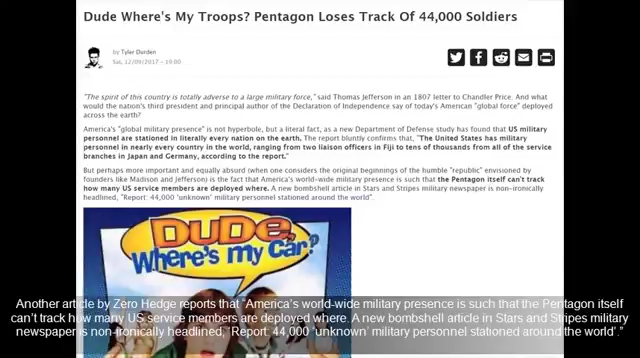 Dude Where's My Troops? Pentagon Loses Track Of 44,000 Soldiers
by Tyler Durden
Sat, 12/09/2017 - 19:00
"The spirit of this country is totally adverse to a large military force," said Thomas Jefferson in an 1807 letter to Chandler Price. And what
would the nation's third president and principal author of the Declaration of Independence say of today's American "global force" deployed
across the earth?
America's "global military presence" is not hyperbole, but a literal fact, as a new Department of Defense study has found that US military
personnel are stationed in literally every nation on the earth. The report bluntly confirms that, "The United States has military
personnel in nearly every country in the world, ranging from two liaison officers in Fiji to tens of thousands from all of the service
branches in Japan and Germany, according to the report."
But perhaps more important and equally absurd (when one considers the original beginnings of the humble "republic" envisioned by
founders like Madison and Jefferson) is the fact that America's world-wide military presence is such that the Pentagon itself can't track
how many US service members are deployed where. A new bombshell article in Stars and Stripes military newspaper is non-ironically
headlined, "Report: 44,000 'unknown' military personnel stationed around the world".
DUDE,
Where's My Car?
Another article by Zero Hedge reports that "America's world-wide military presence is such that the Pentagon itself
can't track how many US service members are deployed where. A new bombshell article in Stars and Stripes military
newspaper is non-ironically headlined, 'Report: 44,000 'unknown' military personnel stationed around the world'."